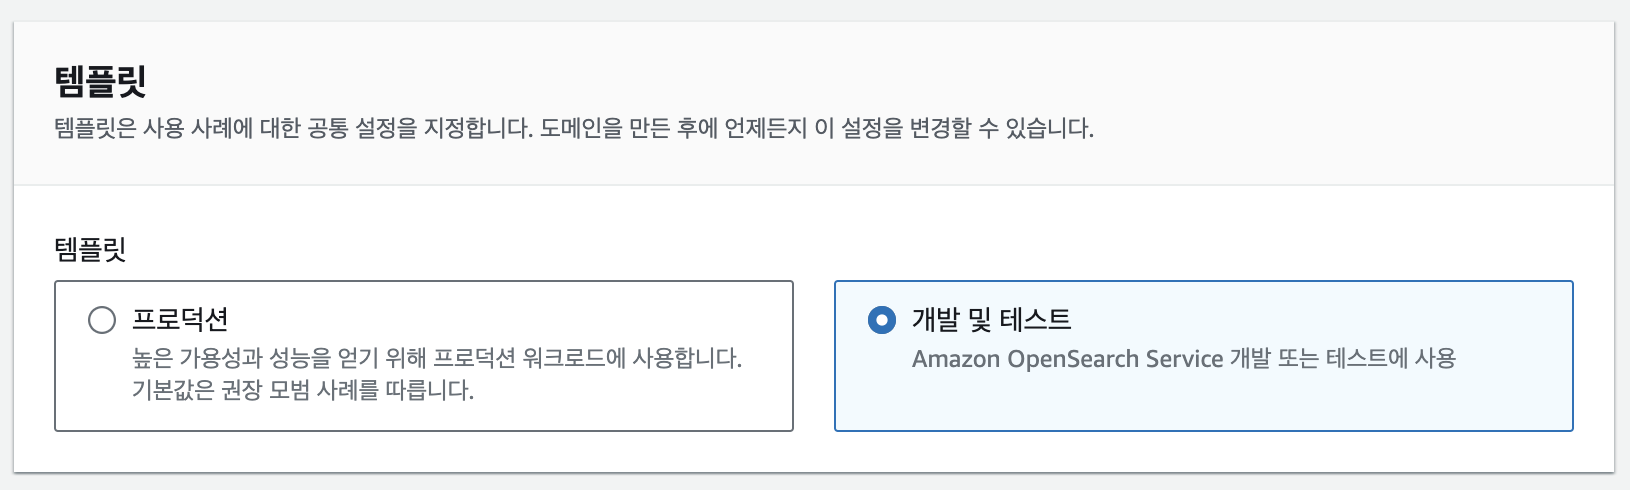 템플릿
템플릿은 사용 사례에 대한 공통 설정을 지정합니다. 도메인을 만든 후에 언제든지 이 설정을 변경할 수 있습니다.
템플릿
프로덕션
높은 가용성과 성능을 얻기 위해 프로덕션 워크로드에 사용합니다.
기본값은 권장 모범 사례를 따릅니다.
개발 및 테스트
Amazon OpenSearch Service 개발 또는 테스트에 사용